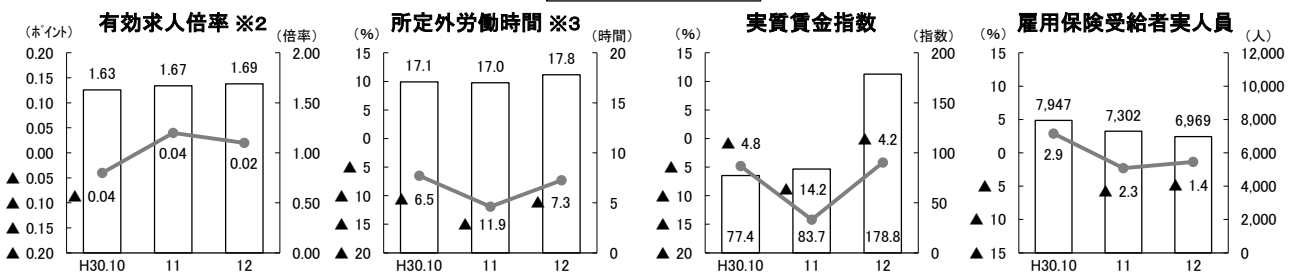 有効求人倍率 ※2
(ポイント) (倍率)
0.20 2.00
0.15 1.50
0.10 1.00
0.05 0.50
0.00 0.00
▲ 0.05
▲ 0.10
▲ 0.15
▲ 0.20
1.63 1.67 1.69
▲ 0.04 0.04 0.02
H30.10 11 12
所定外労働時間 ※3
(%) (時間)
15 20
10 15
5 10
0 5
▲ 5 0
▲ 10
▲ 15
▲ 20
17.1 17.0 17.8
▲ 6.5 ▲ 11.9 ▲ 7.3
H30.10 11 12
実質賃金指数
(%) (指数)
15 200
10 150
5 100
0 50
▲ 5 0
▲ 10
▲ 15
▲ 20
▲ 4.8 ▲ 14.2 ▲ 4.2
77.4 83.7 178.8
H30.10 11 12
雇用保険受給者実人員
(%) (人)
15 12,000
10 10,000
5 8,000
0 6,000
▲ 5 4,000
▲ 10 2,000
▲ 15 0
7,947 7,302 6,969
2.9 ▲ 2.3 ▲ 1.4
H30.10 11 12